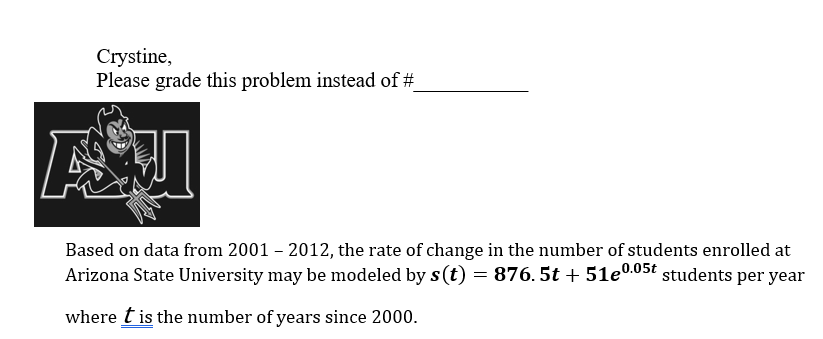 Crystine,
Please grade this problem instead of #____________
ASU
Based on data from 2001 – 2012, the rate of change in the number of students enrolled at
Arizona State University may be modeled by s(t) = 876.5t + 51e^0.05t students per year
where t is the number of years since 2000.